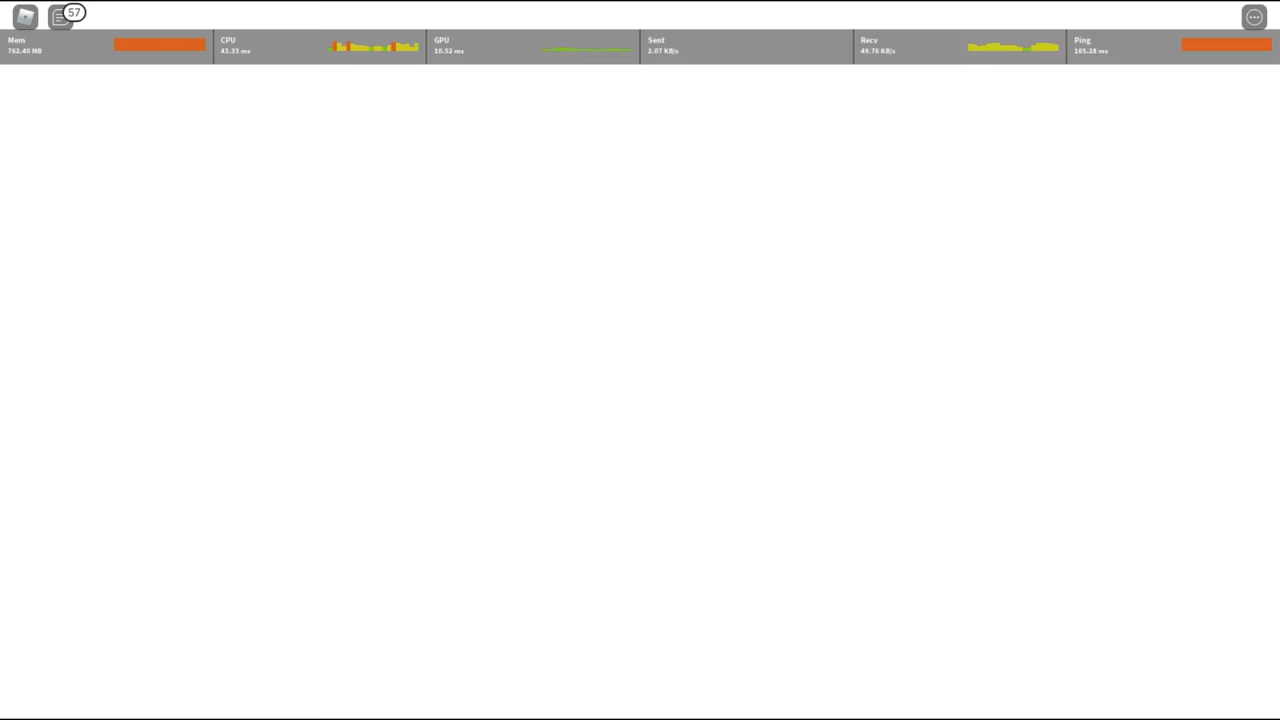 57
Mem
762.40 MB
CPU
43.33 ms
GPU
10.52 ms
Sent
2.07 KB/s
Recv
49.76 KB/s
Ping
165.28 ms